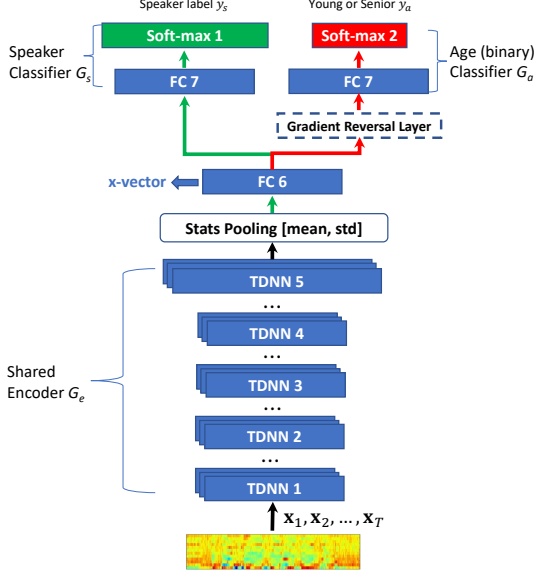 Speaker label y_s
Young or Senior y_a
Speaker
Classifier G_s
Soft-max 1
Soft-max 2
Age (binary)
Classifier G_a
FC 7
FC 7
Gradient Reversal Layer
x-vector
FC 6
Stats Pooling [mean, std]
TDNN 5
...
TDNN 4
...
Shared
Encoder G_e
TDNN 3
...
TDNN 2
...
TDNN 1
x_1, x_2, ..., x_T